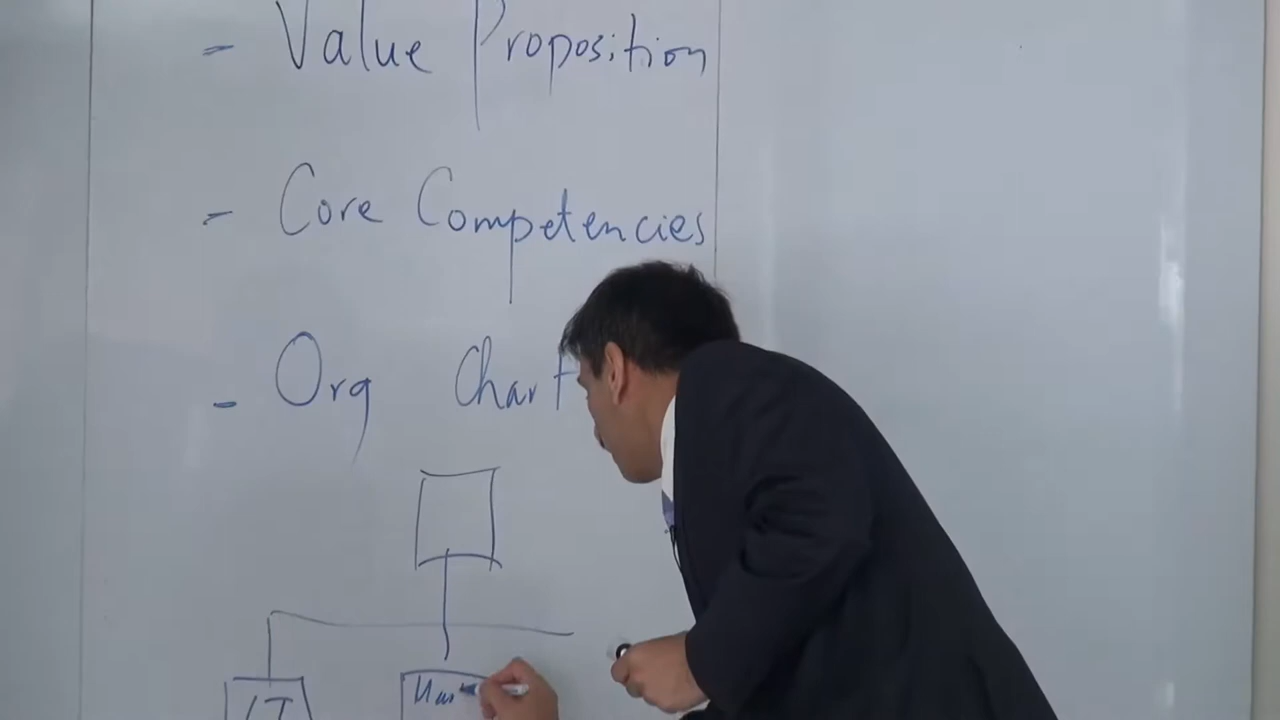 - Value Proposition
- Core Competencies
- Org Chart
IT